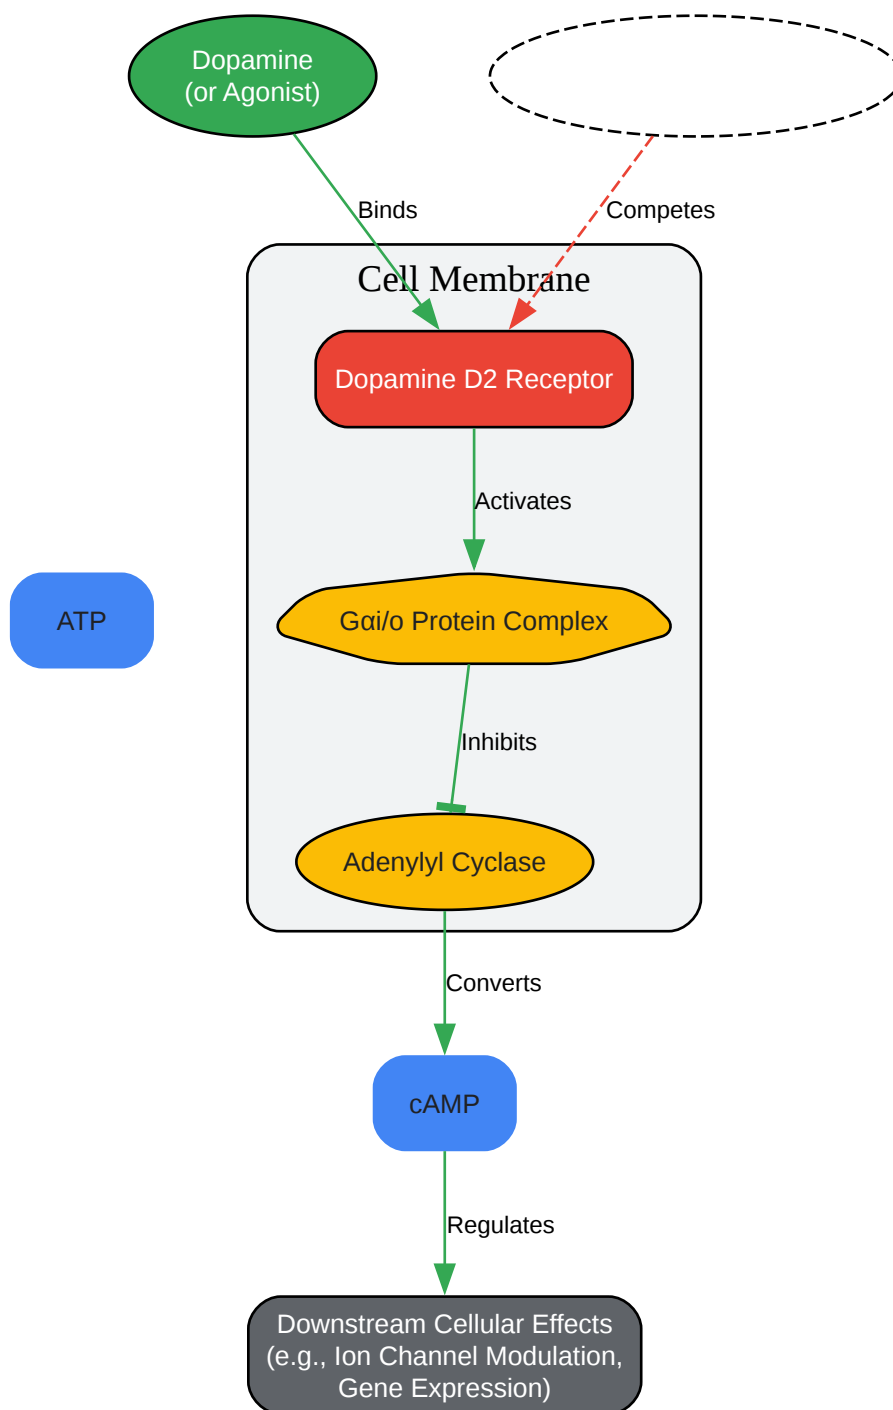 Dopamine
(or Agonist)
Binds
Competes
Cell Membrane
Dopamine D2 Receptor
Activates
ATP
Gαi/o Protein Complex
Inhibits
Adenylyl Cyclase
Converts
cAMP
Regulates
Downstream Cellular Effects
(e.g., Ion Channel Modulation,
Gene Expression)